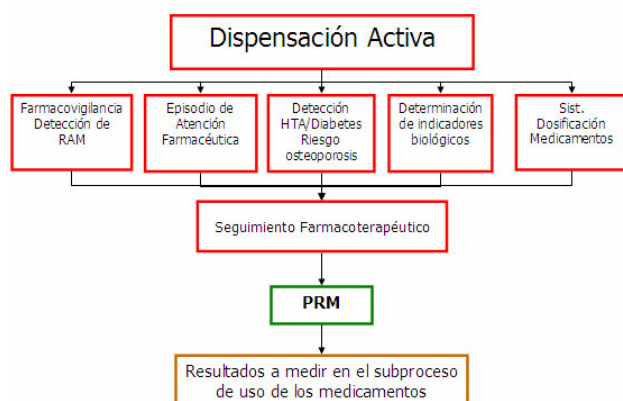 Dispensación Activa
Farmacovigilancia
Detección de
RAM
Episodio de
Atención
Farmacéutica
Detección
HTA/Diabetes
Riesgo
osteoporosis
Determinación
de indicadores
biológicos
Sist.
Dosificación
Medicamentos
Seguimiento Farmacoterapéutico
PRM
Resultados a medir en el subproceso
de uso de los medicamentos